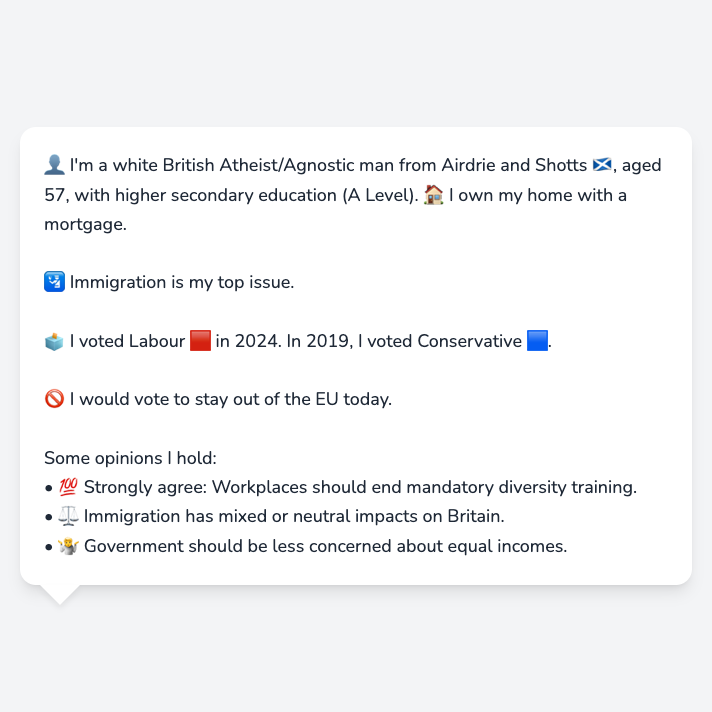 👤 I'm a white British Atheist/Agnostic man from Airdrie and Shotts 🏴󠁧󠁢󠁳󠁣󠁴󠁿, aged
57, with higher secondary education (A Level). 🏠 I own my home with a
mortgage.
🛂 Immigration is my top issue.
🗳️ I voted Labour 🟥 in 2024. In 2019, I voted Conservative 🟦.
🚫 I would vote to stay out of the EU today.
Some opinions I hold:
• 💯 Strongly agree: Workplaces should end mandatory diversity training.
• ⚖️ Immigration has mixed or neutral impacts on Britain.
• 🤷 Government should be less concerned about equal incomes.